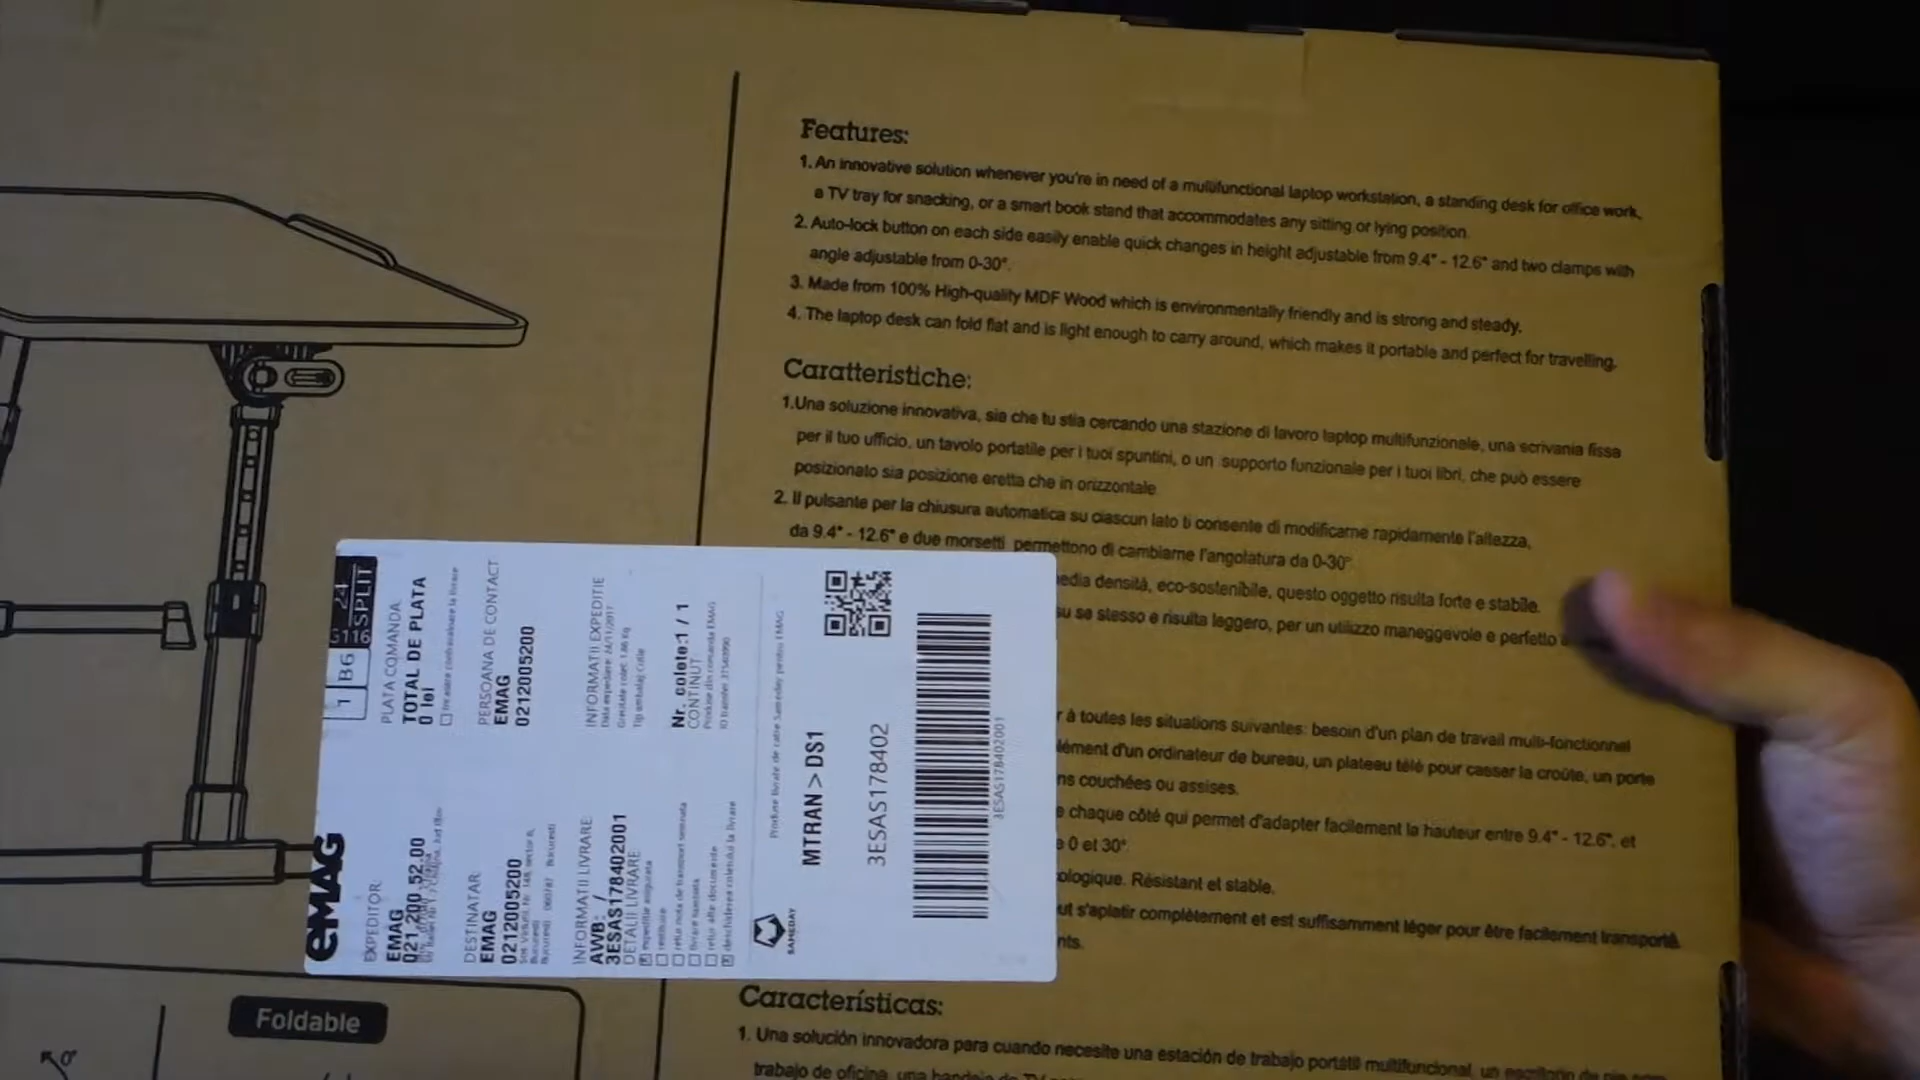 Features:
1. An innovative solution whenever you're in need of a multifunctional laptop workstation, a standing desk for office work,
a TV tray for snacking, or a smart book stand that accommodates any sitting or lying position.
2. Auto-lock button on each side easily enable quick changes in height adjustable from 9.4" - 12.6" and two clamps with
angle adjustable from 0-30°.
3. Made from 100% High-quality MDF Wood which is environmentally friendly and is strong and steady.
4. The laptop desk can fold flat and is light enough to carry around, which makes it portable and perfect for travelling.
Caratteristiche:
1.Una soluzione innovativa, sia che tu stia cercando una stazione di lavoro laptop multifunzionale, una scrivania fissa
per il tuo ufficio, un tavolo portatile per i tuoi spuntini, o un supporto funzionale per i tuoi libri, che può essere
posizionato sia posizione eretta che in orizzontale
2. Il pulsante per la chiusura automatica su ciascun lato ti consente di modificarne rapidamente l'altezza,
da 9.4" - 12.6" e due morsetti permettono di cambiarne l'angolatura da 0-30°
edia densità, eco-sostenibile, questo oggetto risulta forte e stabile.
su se stesso e risulta leggero, per un utilizzo maneggevole e perfetto
r à toutes les situations suivantes: besoin d'un plan de travail multi-fonctionnel
lément d'un ordinateur de bureau, un plateau télé pour casser la croûte, un porte
ns couchées ou assises.
e chaque côté qui permet d'adapter facilement la hauteur entre 9.4" - 12.6", et
e 0 et 30°.
ologique. Résistant et stable.
ut s'aplatir complètement et est suffisamment léger pour être facilement transporté
nts.
Características:
1. Una solución innovadora para cuando necesite una estación de trabajo portátil multifuncional, un escritorio de pie
trabajo de oficina, una bandeja de TV
Foldable
0°
eMAG
1 B6 G116 24 SPLIT
EXPEDITOR:
EMAG
021 200 52 00
PLATA COMANDA
TOTAL DE PLATA
0 lei
DESTINATAR:
EMAG
0212005200
PERSOANA DE CONTACT
EMAG
0212005200
INFORMATII LIVRARE
AWB: /
3ESAS178402001
DETALII LIVRARE
INFORMATII EXPEDITIE
Nr. colete:1 / 1
CONTINUT
SAMEDAY
Produse livrate de catre Sameday pentru EMAG
MTRAN > DS1
3ESAS178402
3ESAS178402001